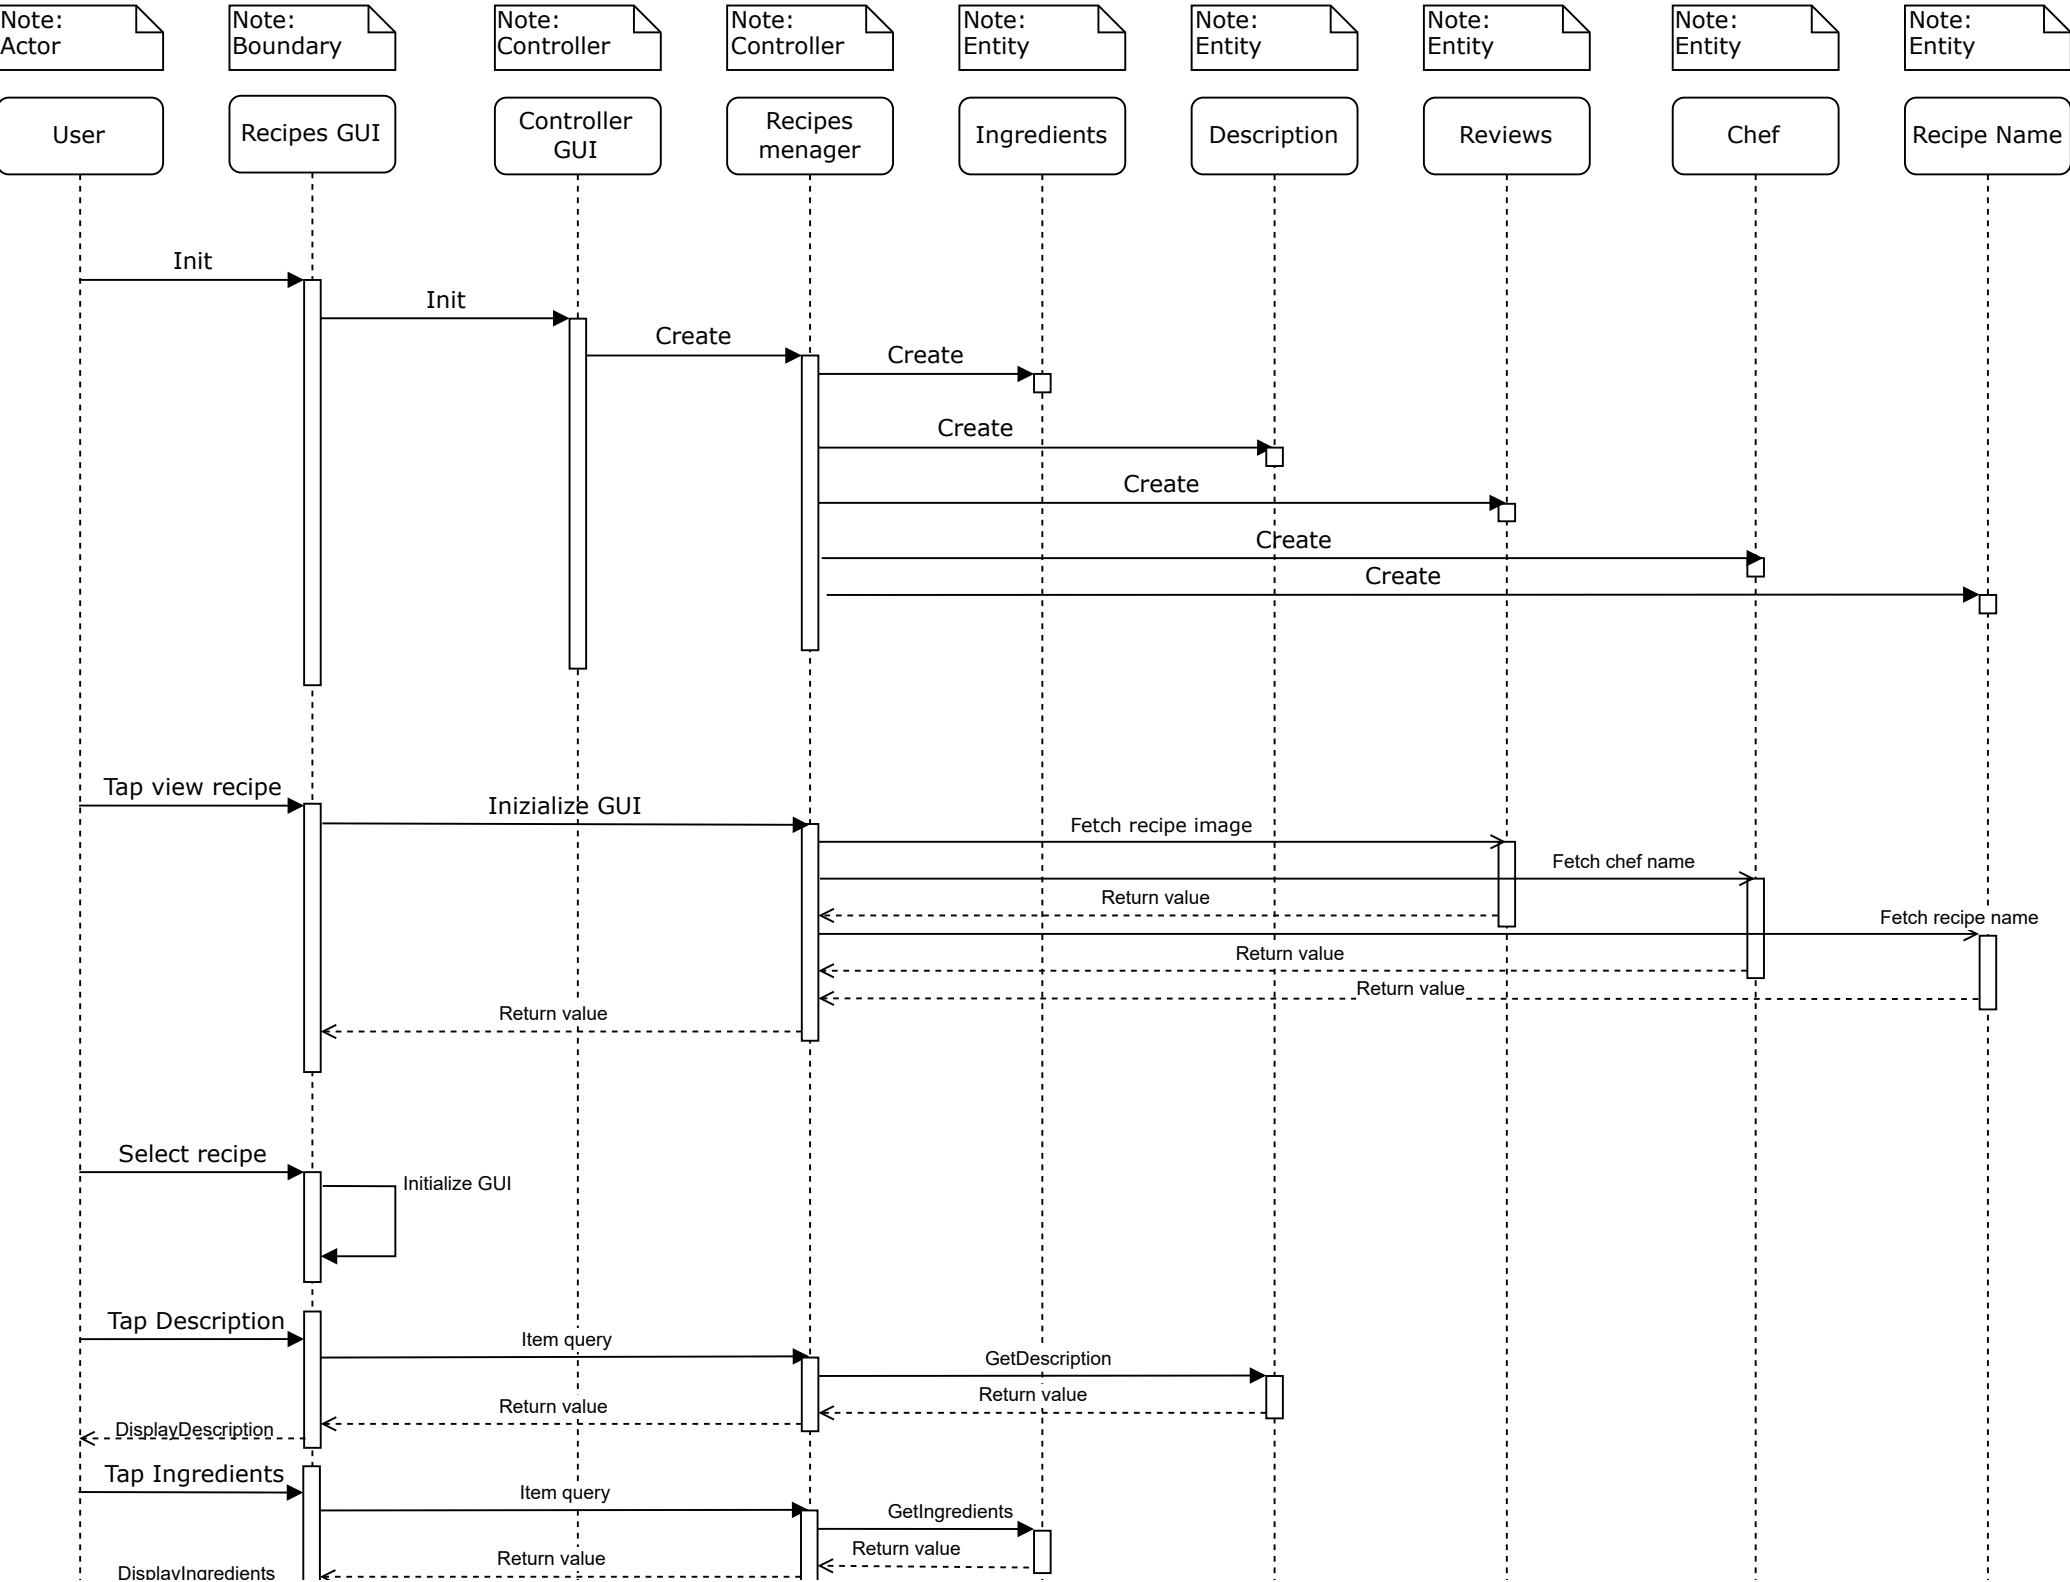 Note:
Actor
Note:
Boundary
Note:
Controller
Note:
Controller
Note:
Entity
Note:
Entity
Note:
Entity
Note:
Entity
Note:
Entity
User
Recipes GUI
Controller
GUI
Recipes
menager
Ingredients
Description
Reviews
Chef
Recipe Name
Init
Init
Create
Create
Create
Create
Create
Create
Tap view recipe
Inizialize GUI
Fetch recipe image
Fetch chef name
Return value
Fetch recipe name
Return value
Return value
Return value
Select recipe
Initialize GUI
Tap Description
Item query
GetDescription
Return value
Return value
DisplayDescription
Tap Ingredients
Item query
GetIngredients
Return value
Return value
DisplayIngredients